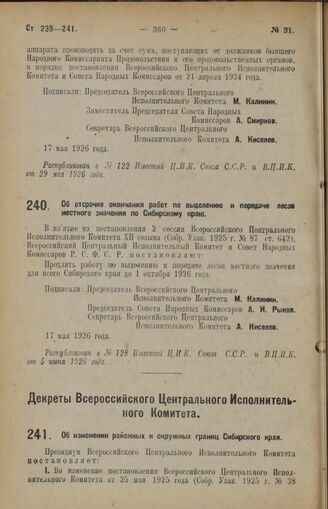 Ст. 239—241. — 360 — № 31.
аппарата производить за счет сумм, поступающих от должников бывшего
Народного Комиссариата Продовольствия и его продовольственных органов,
в порядке постановления Всероссийского Центрального Исполнительного
Комитета и Совета Народных Комиссаров от 21 апреля 1924 года.
Подписали: Председатель Всероссийского Центрального
Исполнительного Комитета М. Калинин.
Заместитель Председателя Совета Народных
Комиссаров А. Смирнов.
Секретарь Всероссийского Центрального
Исполнительного Комитета А. Киселев.
17 мая 1926 года.
Распубликован в № 122 Известий Ц.И.К. Союза С.С.Р. и В.Ц.И.К.
от 29 мая 1926 года.
240. Об отсрочке окончания работ по выделению и передаче лесов
местного значения по Сибирскому краю.
В из'ятие из постановления 2 сессии Всероссийского Центрального
Исполнительного Комитета XII созыва (Собр. Узак. 1925 г. № 87 ст. 642),
Всероссийский Центральный Исполнительный Комитет и Совет Народных
Комиссаров Р. С. Ф. С. Р. постановляют:
Продлить работу по выделению и передаче лесов местного значения
для всего Сибирского края до 1 октября 1926 года.
Подписали: Председатель Всероссийского Центрального
Исполнительного Комитета М. Калинин.
Председатель Совета Народных Комиссаров А. И. Рыков.
Секретарь Всероссийского Центрального
Исполнительного Комитета А. Киселев.
17 мая 1926 года.
Распубликован в № 128 Известий Ц.И.К. Союза С.С.Р. и В.Ц.И.К.
от 5 июня 1926 года.
Декреты Всероссийского Центрального Исполнитель-
ного Комитета.
241. Об изменении районных и окружных границ Сибирского края.
Президиум Всероссийского Центрального Исполнительного Комитета
постановляет:
I. Во изменение постановления Всероссийского Центрального Испол-
нительного Комитета от 25 мая 1925 года (Собр. Узак. 1925 г. № 38